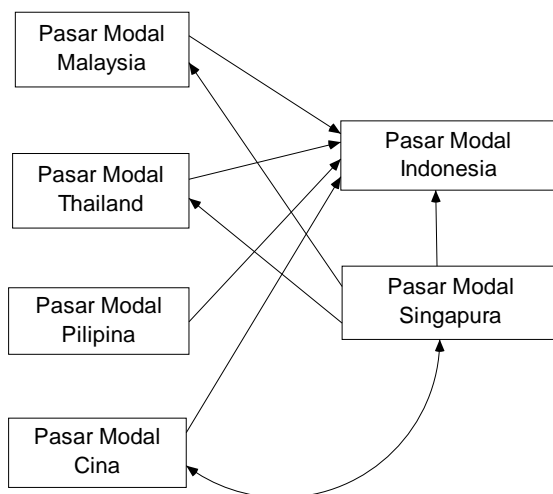 Pasar Modal
Malaysia
Pasar Modal
Thailand
Pasar Modal
Pilipina
Pasar Modal
Cina
Pasar Modal
Indonesia
Pasar Modal
Singapura